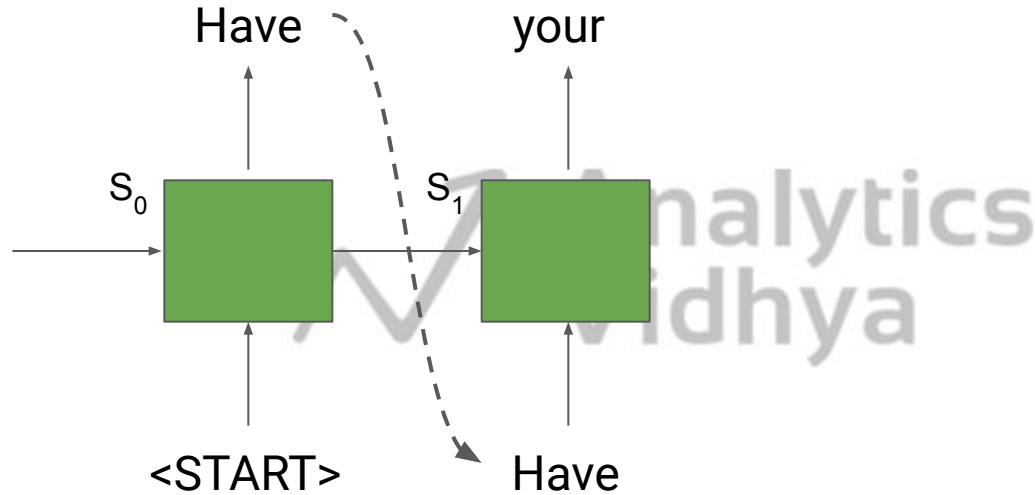 Have your
S0 S1
Analytics
Vidhya
<START> Have